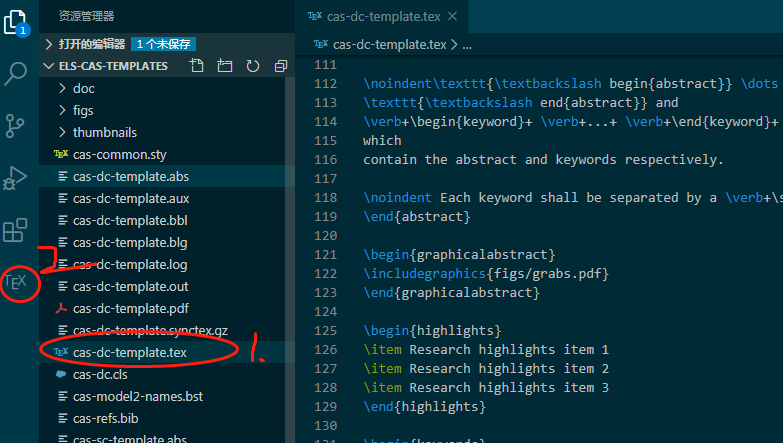 资源管理器
cas-dc-template.tex
1
打开的编辑器 1 个未保存
cas-dc-template.tex > ...
ELS-CAS-TEMPLATES
doc
figs
thumbnails
TEX cas-common.sty
cas-dc-template.abs
cas-dc-template.aux
cas-dc-template.bbl
cas-dc-template.blg
cas-dc-template.log
cas-dc-template.out
cas-dc-template.pdf
cas-dc-template.synctex.gz
TEX cas-dc-template.tex
cas-dc.cls
cas-model2-names.bst
cas-refs.bib
cas-sc-template.abs
TEX
2
1.
111
112 \noindent\texttt{\textbackslash begin{abstract}} \dots
113 \texttt{\textbackslash end{abstract}} and
114 \verb+\begin{keyword}+ \verb+...+ \verb+\end{keyword}+
115 which
116 contain the abstract and keywords respectively.
117
118 \noindent Each keyword shall be separated by a \verb+\s
119 \end{abstract}
120
121 \begin{graphicalabstract}
122 \includegraphics{figs/grabs.pdf}
123 \end{graphicalabstract}
124
125 \begin{highlights}
126 \item Research highlights item 1
127 \item Research highlights item 2
128 \item Research highlights item 3
129 \end{highlights}
130